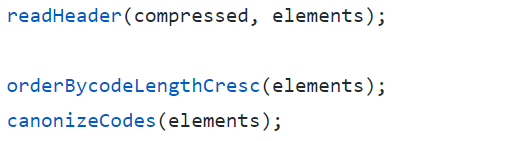 readHeader(compressed, elements);
orderBycodeLengthCresc(elements);
canonizeCodes(elements);